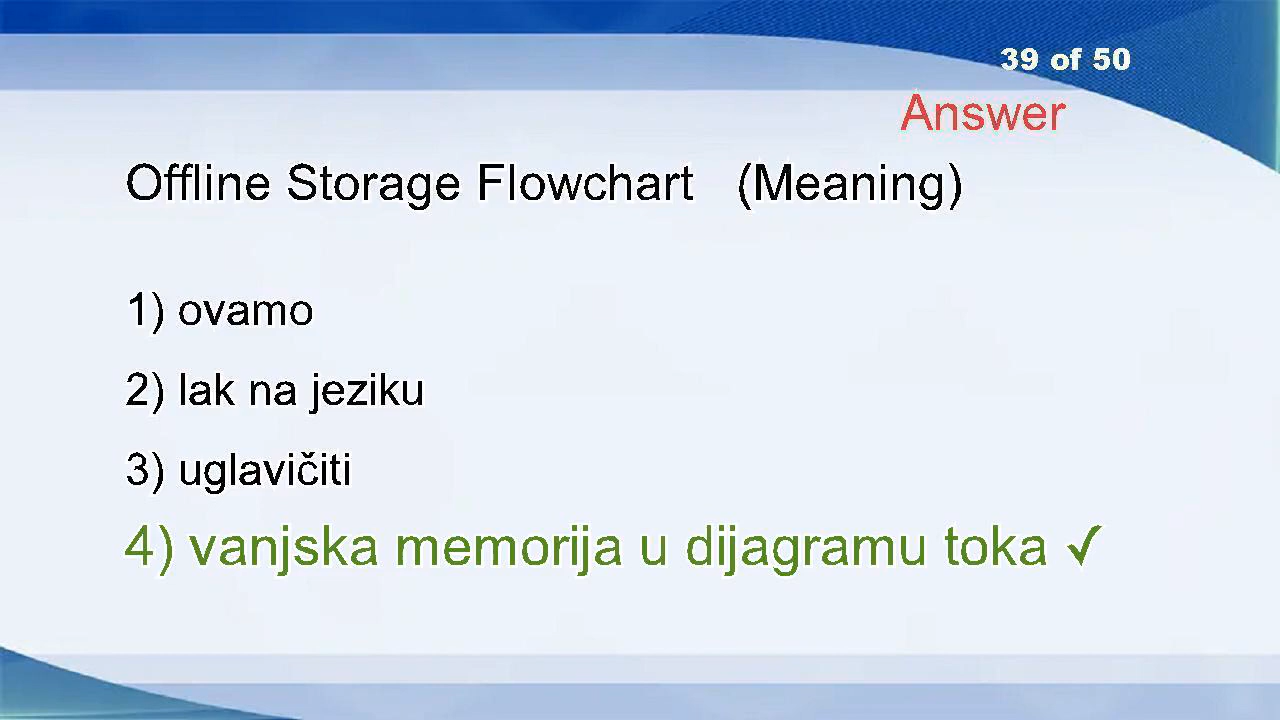 39 of 50
Answer
Offline Storage Flowchart (Meaning)
1) ovamo
2) lak na jeziku
3) uglavičiti
4) vanjska memorija u dijagramu toka ✓